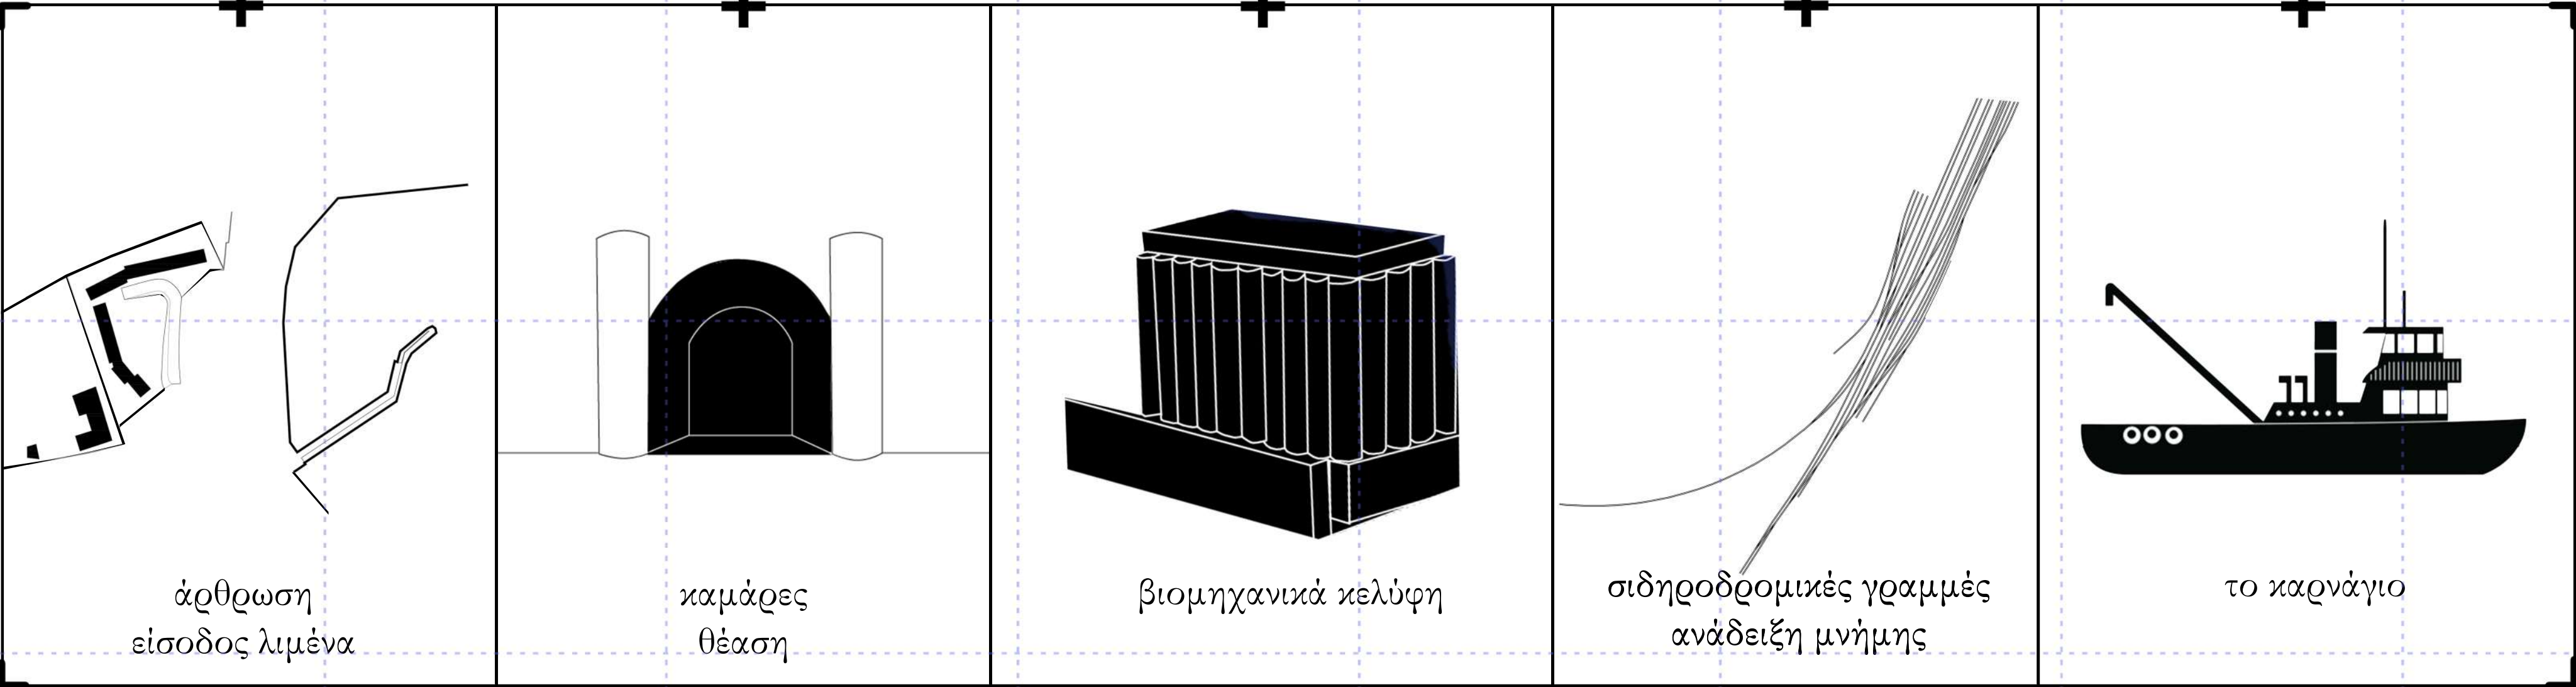 άρθρωση
είσοδος λιμένα
καμάρες
θέαση
βιομηχανικά κελύφη
σιδηροδρομικές γραμμές
ανάδειξη μνήμης
το καρνάγιο